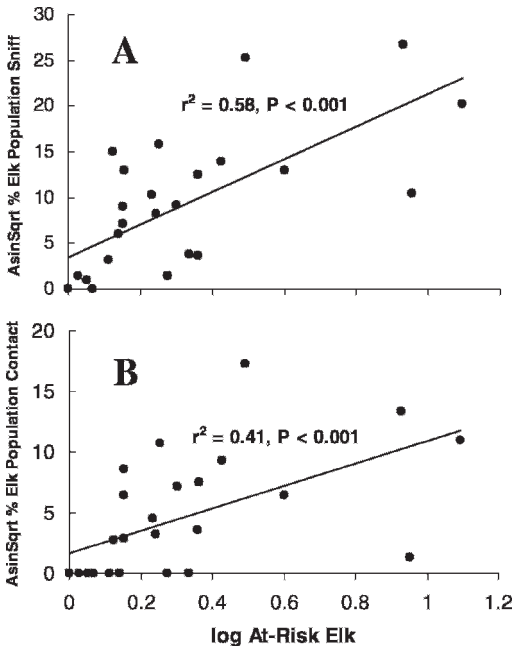 AsinSqrt % Elk Population Sniff
30
25
20
15
10
5
0
A
r² = 0.58, P < 0.001
AsinSqrt % Elk Population Contact
20
15
10
5
0
B
r² = 0.41, P < 0.001
0 0.2 0.4 0.6 0.8 1 1.2
log At-Risk Elk